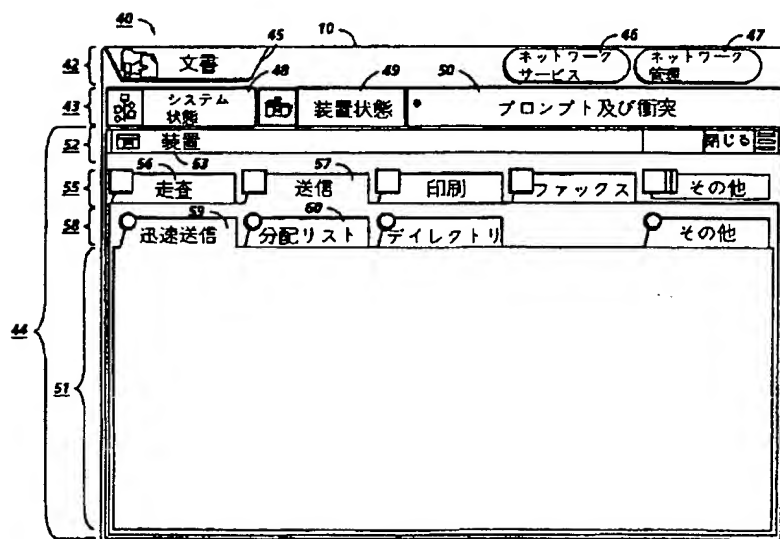 40 45 10 46 47
42 文書 ネットワーク
サービス ネットワーク
管理
48 49 50
43 システム
状態 装置状態 プロンプト及び衝突
52 装置 閉じる
63
56 57
55 走査 送信 印刷 ファックス その他
59 60
58 迅速送信 分配リスト デイレクトリ その他
44
51